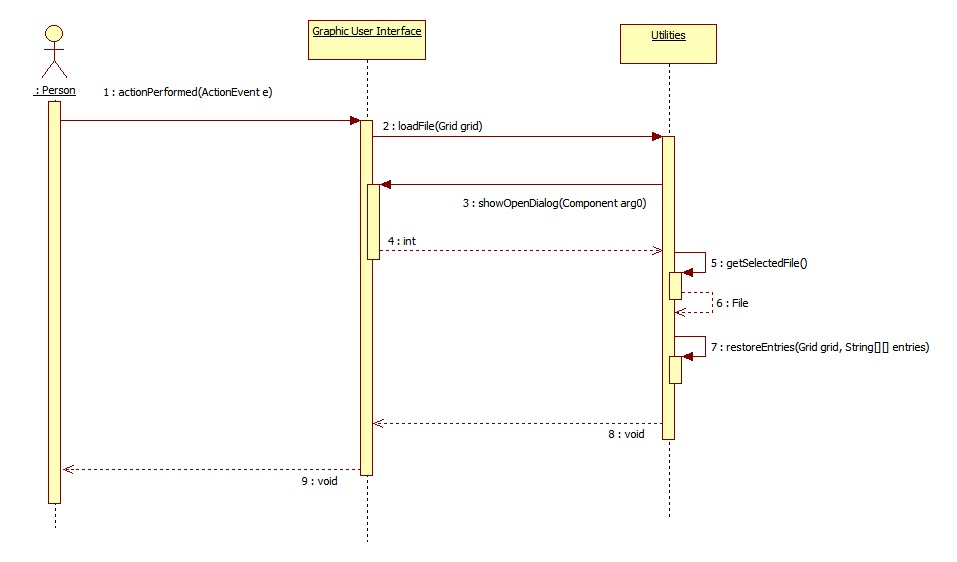 Graphic User Interface
Utilities
: Person
1 : actionPerformed(ActionEvent e)
2 : loadFile(Grid grid)
3 : showOpenDialog(Component arg0)
4 : int
5 : getSelectedFile()
6 : File
7 : restoreEntries(Grid grid, String[][] entries)
8 : void
9 : void